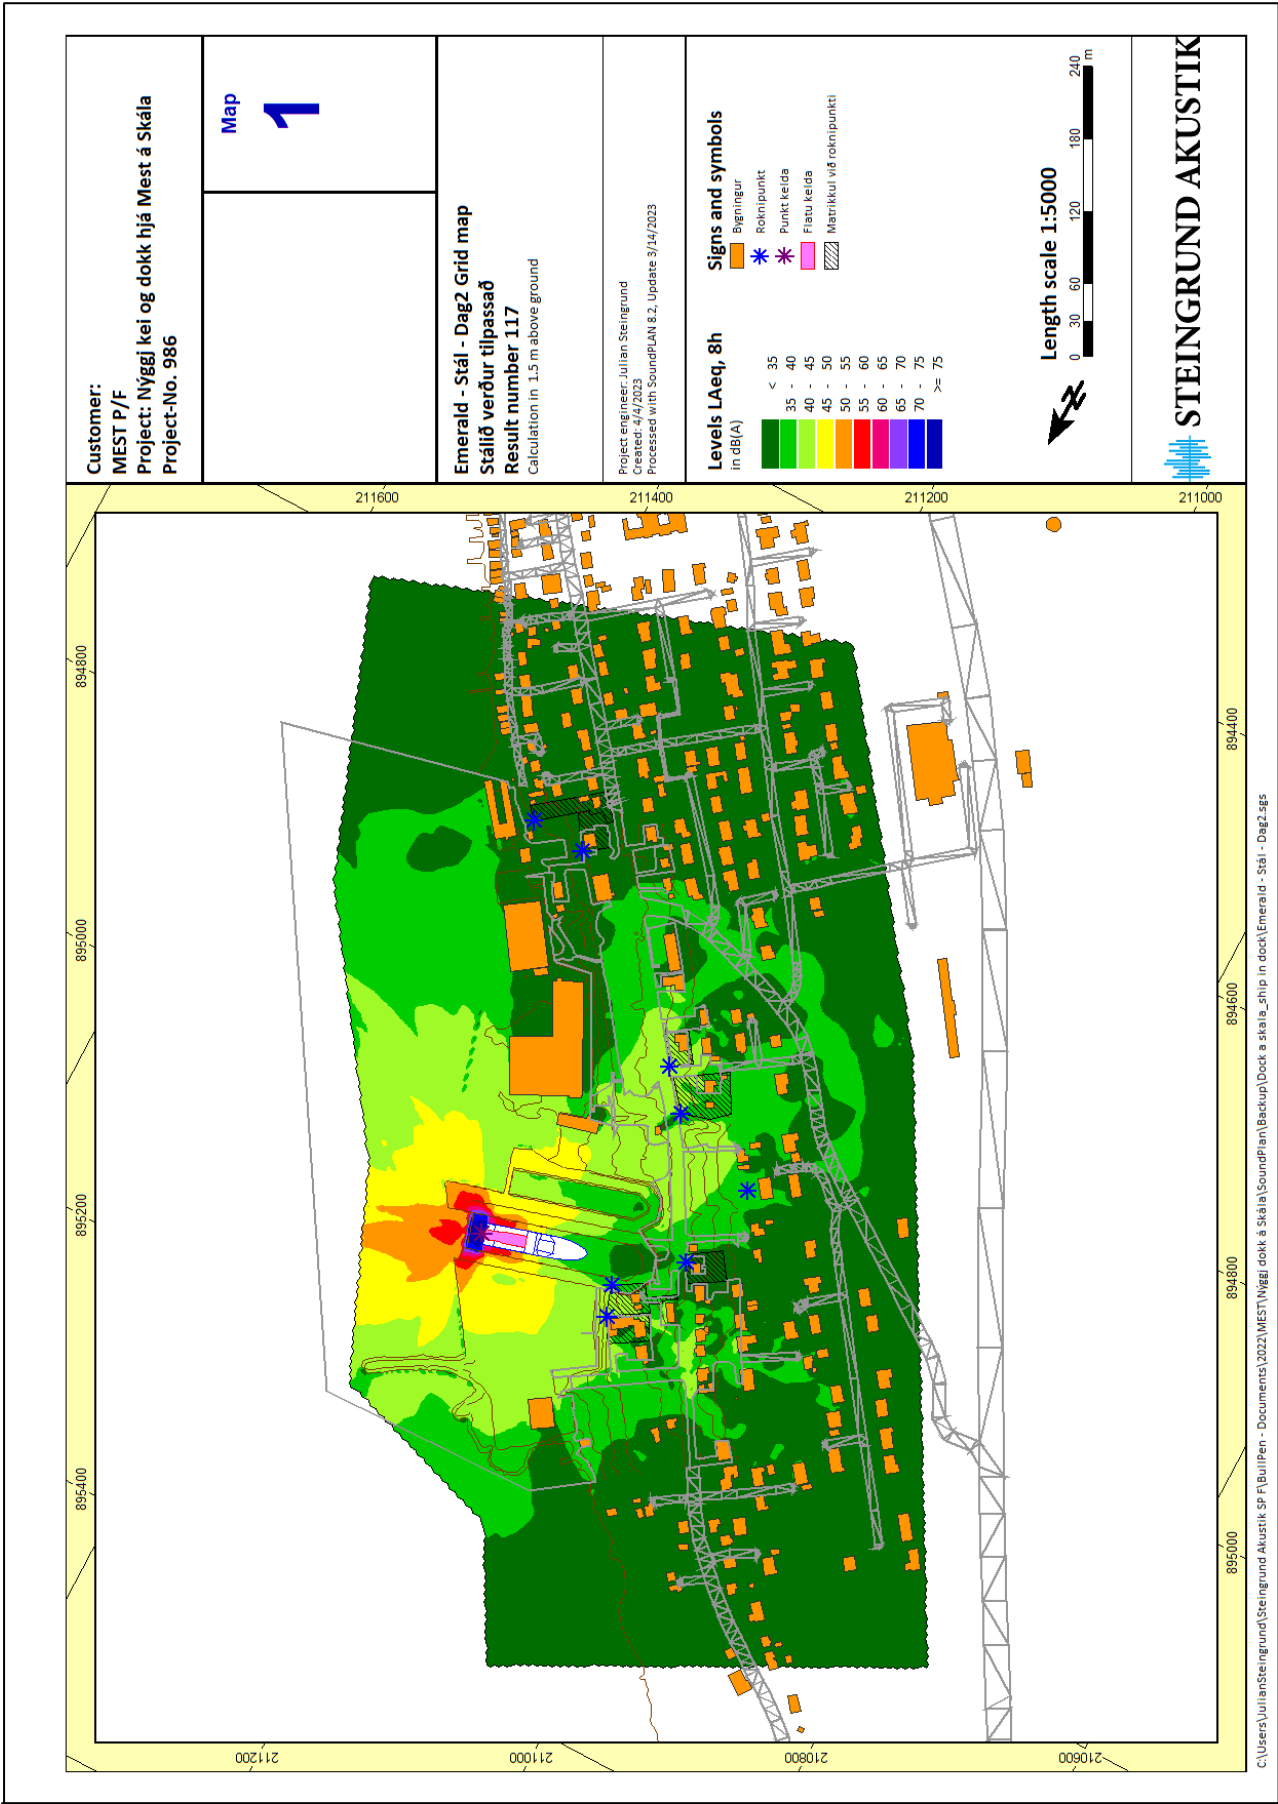 Customer:
MEST P/F
Project: Nýggj kei og dokk hjá Mest á Skála
Project-No. 986
Map
1
Emerald - Stál - Dag2 Grid map
Stálið verður tilpassað
Result number 117
Calculation in 1.5 m above ground
Project engineer: Julian Steingrund
Created: 4/4/2023
Processed with SoundPLAN 8.2, Update 3/14/2023
Levels LAeq, 8h
in dB(A)
< 35
35 - 40
40 - 45
45 - 50
50 - 55
55 - 60
60 - 65
65 - 70
70 - 75
>= 75
Signs and symbols
Bygningur
Roknipunkt
Punkt kelda
Flatu kelda
Matrikkul við roknipunkti
Length scale 1:5000
0 30 60 120 180 240
m
STEINGRUND AKUSTIK
211600
211400
211200
211000
894800
895000
895200
895400
894400
894600
894800
895000
211200
211000
210800
210600
C:\Users\JulianSteingrund\Steingrund Akustik SP F\BullPen - Documents\2022\MEST\Nýggj dokk á Skála\SoundPlan\Backup\Dock a skala_ship in dock\Emerald - Stál - Dag2.sgs